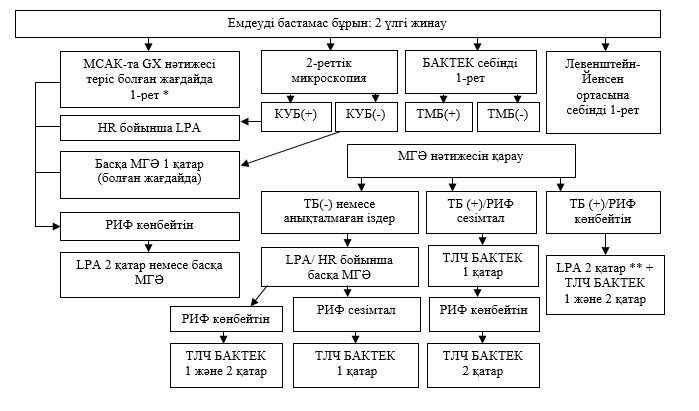 Емдеуді бастамас бұрын: 2 үлгі жинау
МСАК-та GX нәтижесі
теріс болған жағдайда
1-рет *
2-реттік
микроскопия
БАКТЕК себінді
1-рет
Левенштейн-
Йенсен
ортасына
себінді 1-рет
КУБ(+)
КУБ(-)
ТМБ(+)
ТМБ(-)
HR бойынша LPA
Басқа МГӘ 1 қатар
(болған жағдайда)
МГӘ нәтижесін қарау
ТБ(-) немесе
анықталмаған іздер
ТБ (+)/РИФ
сезімтал
ТБ (+)/РИФ
көнбейтін
РИФ көнбейтін
LPA 2 қатар немесе басқа
МГӘ
LPA/ HR бойынша
басқа МГӘ
ТЛЧ БАКТЕК
1 қатар
LPA 2 қатар ** +
ТЛЧ БАКТЕК
1 және 2 қатар
РИФ көнбейтін
РИФ сезімтал
РИФ көнбейтін
ТЛЧ БАКТЕК
1 және 2 қатар
ТЛЧ БАКТЕК
1 қатар
ТЛЧ БАКТЕК
2 қатар